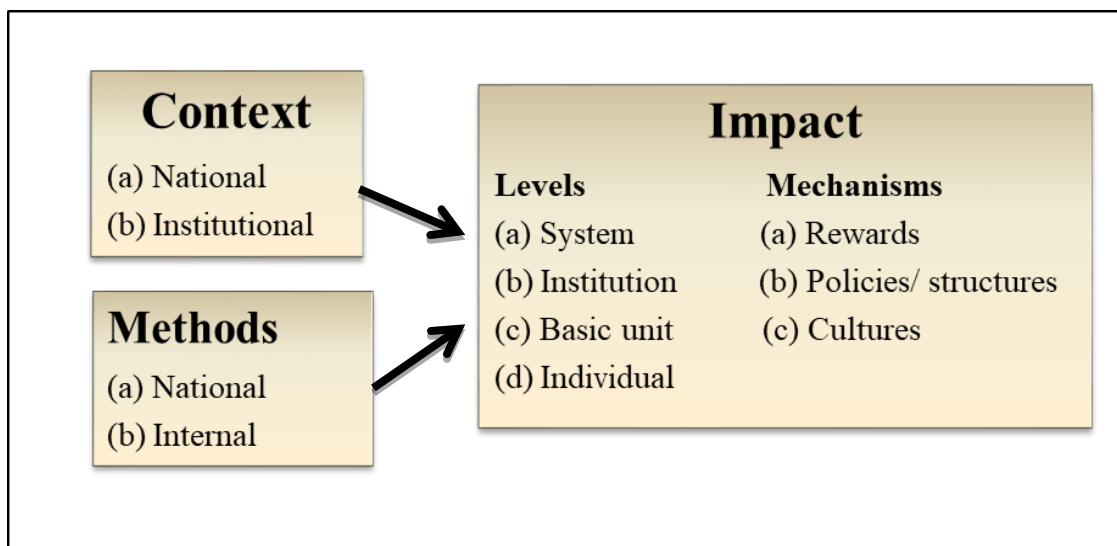 Context
(a) National
(b) Institutional
Methods
(a) National
(b) Internal
Impact
Levels
(a) System
(b) Institution
(c) Basic unit
(d) Individual
Mechanisms
(a) Rewards
(b) Policies/ structures
(c) Cultures